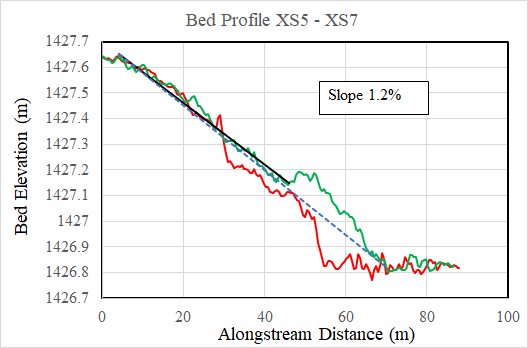 Bed Profile XS5 - XS7
1427.7
1427.6
1427.5
1427.4
1427.3
1427.2
1427.1
1427
1426.9
1426.8
1426.7
Bed Elevation (m)
Slope 1.2%
0 20 40 60 80 100
Alongstream Distance (m)